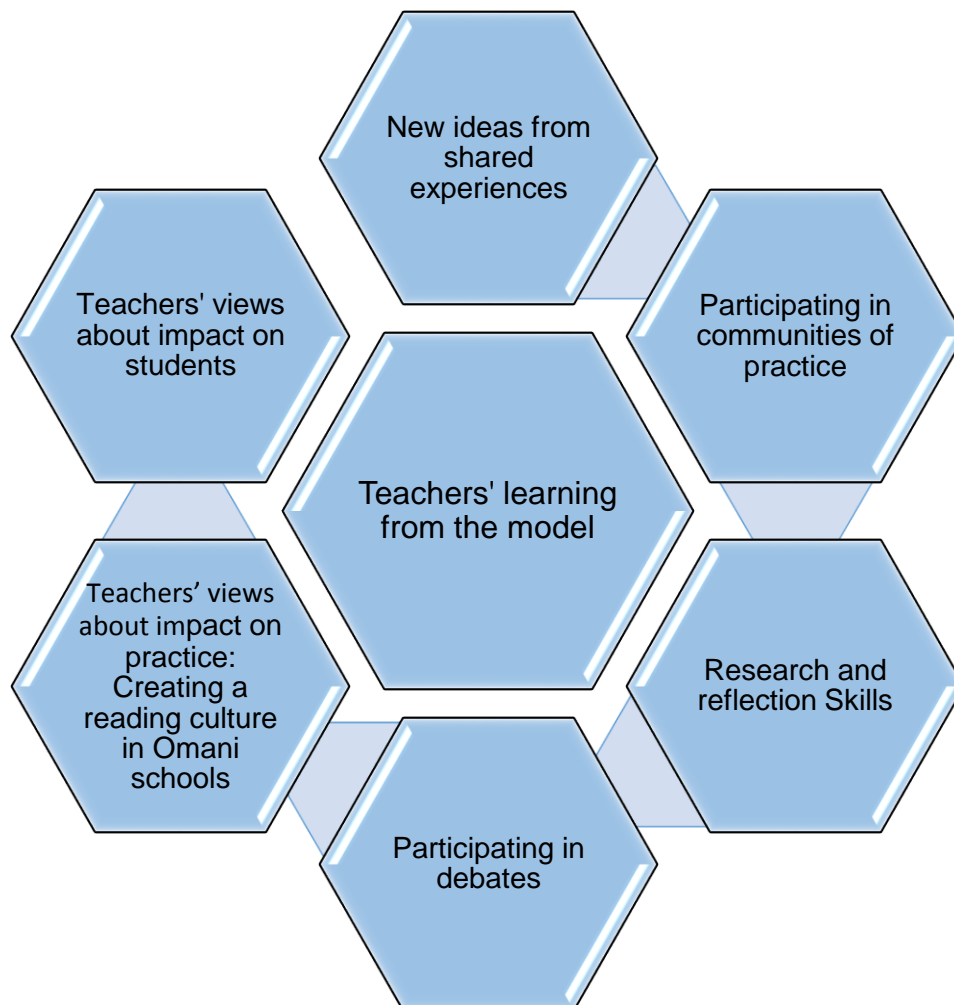 New ideas from
shared
experiences
Participating in
communities of
practice
Research and
reflection Skills
Participating in
debates
Teachers’ views
about impact on
practice:
Creating a
reading culture
in Omani
schools
Teachers' views
about impact on
students
Teachers' learning
from the model